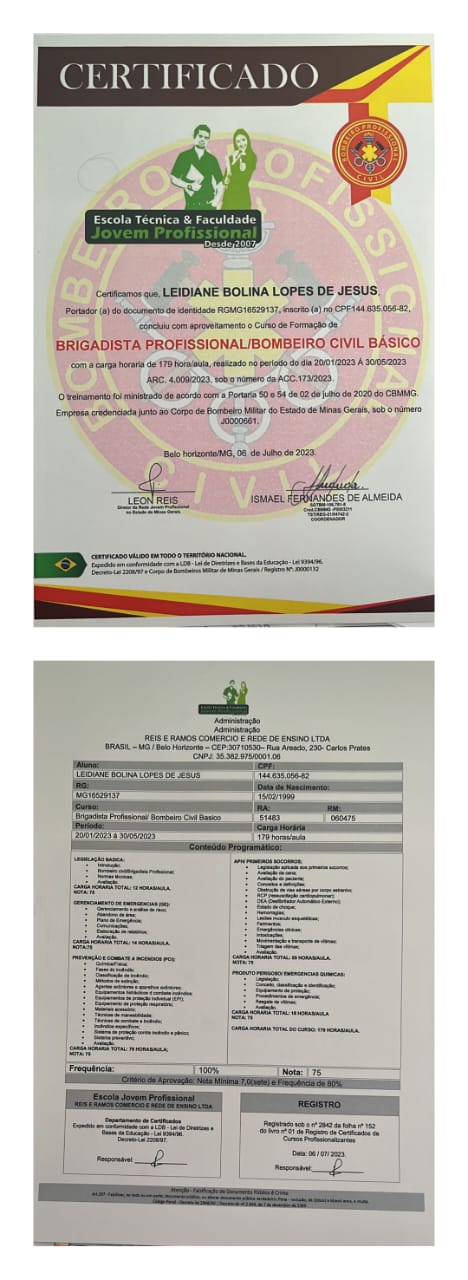 CERTIFICADO
BOMBEIRO PROFISSIONAL
CIVIL
Escola Técnica & Faculdade
Jovem Profissional
Desde 2007
Certificamos que, LEIDIANE BOLINA LOPES DE JESUS,
Portador (a) do documento de identidade RGMG16529137, inscrito (a) no CPF144.635.056-82,
concluiu com aproveitamento o Curso de Formação de
BRIGADISTA PROFISSIONAL/BOMBEIRO CIVIL BÁSICO
com a carga horaria de 179 hora/aula, realizado no período do dia 20/01/2023 Á 30/05/2023
ARC. 4.009/2023, sob o número da ACC.173/2023.
O treinamento foi ministrado de acordo com a Portaria 50 e 54 de 02 de julho de 2020 do CBMMG.
Empresa credenciada junto ao Corpo de Bombeiro Militar do Estado de Minas Gerais, sob o número
J0000661.
Belo horizonte/MG, 06. de Julho de 2023.
LEON REIS
Diretor da Rede Jovem Profissional
no Estado de Minas Gerais
ISMAEL FERNANDES DE ALMEIDA
COORDENADOR
CERTIFICADO VÁLIDO EM TODO O TERRITÓRIO NACIONAL.
Expedido em conformidade com a LDB - Lei de Diretrizes e Bases da Educação - Lei 9394/96.
Decreto-Lei 2208/97 e Corpo de Bombeiros Militar de Minas Gerais / Registro Nº: J0000132
Escola Técnica & Faculdade
Jovem Profissional
Administração
Administração
REIS E RAMOS COMERCIO E REDE DE ENSINO LTDA
BRASIL – MG / Belo Horizonte – CEP:30710530– Rua Areado, 230- Carlos Prates
CNPJ: 35.382.975/0001.06
Aluno: CPF:
LEIDIANE BOLINA LOPES DE JESUS 144.635.056-82
RG: Data de Nascimento:
MG16529137 15/02/1999
Curso: RA: RM:
Brigadista Profissional/ Bombeiro Civil Basico 51483 060475
Período: Carga Horária
20/01/2023 á 30/05/2023 179 horas/aula
Conteúdo Programático:
LEGISLAÇÃO BASICA:
Introdução;
Bombeiro civil/Brigadista Profissional;
Normas técnicas;
Avaliação.
CARGA HORARIA TOTAL: 12 HORAS/AULA.
NOTA: 75
GERENCIAMENTO DE EMERGENCIAS (GE):
Gerenciamento e análise de risco;
Abandono de área;
Plano de Emergência;
Comunicações;
Elaboração de relatórios;
Avaliação.
CARGA HORARIA TOTAL: 14 HORAS/AULA.
NOTA: 75
PREVENÇÃO E COMBATE A INCENDIOS (PCI):
Química/Física;
Fases do incêndio;
Classificação de incêndio;
Métodos de extinção;
Agentes extintores e aparelhos extintores;
Equipamentos hidráulicos e combate incêndios;
Equipamentos de proteção individual (EPI);
Equipamento de proteção respiratório;
Materiais acessório;
Técnicas de maneabilidade;
Técnicas de combate a incêndio;
Incêndios específicos;
Sistema de proteção contra incêndio e pânico;
Sistema preventivo;
Avaliação.
NOTA: 75
APH PRIMEIROS SOCORROS:
Legislação aplicada aos primeiros socorros;
Avaliação da cena;
Avaliação do paciente;
Conceitos e definições;
Obstrução de vias aéreas por corpo estranho;
RCP (ressuscitação cardiopulmonar);
DEA (Desfibrilador Automático Externo);
Estado de choque;
Hemorragias;
Lesões musculo esqueléticas;
Ferimentos;
Emergências clínicas;
Intoxicações;
Movimentação e transporte de vítimas;
Triagem das vítimas;
Avaliação.
NOTA: 75
PRODUTO PERIGOSO/ EMERGENCIAS QUIMICAS:
Legislação;
Conceito, classificação e identificação;
Equipamento de proteção;
Procedimentos de emergência;
Resgate de vítimas;
Avaliação.
NOTA: 75
CARGA HORARIA TOTAL DO CURSO: 179 HORAS/AULA.
Frequência: 100% Nota: 75
Critério de Aprovação: Nota Mínima 7,0(sete) e Frequência de 80%
Escola Jovem Profissional
REIS E RAMOS COMERCIO E REDE DE ENSINO LTDA
Departamento de Certificados
Expedido em conformidade com a LDB - Lei de Diretrizes e
Bases da Educação - Lei 9394/96.
Decreto-Lei 2208/97.
Responsável:
REGISTRO
Registrado sob o nº 2842 da folha nº 152
do livro nº 01 de Registro de Certificados de
Cursos Profissionalizantes
Data: 06 / 07/ 2023.
Responsável:
Atenção - Falsificação de Documento Público é Crime